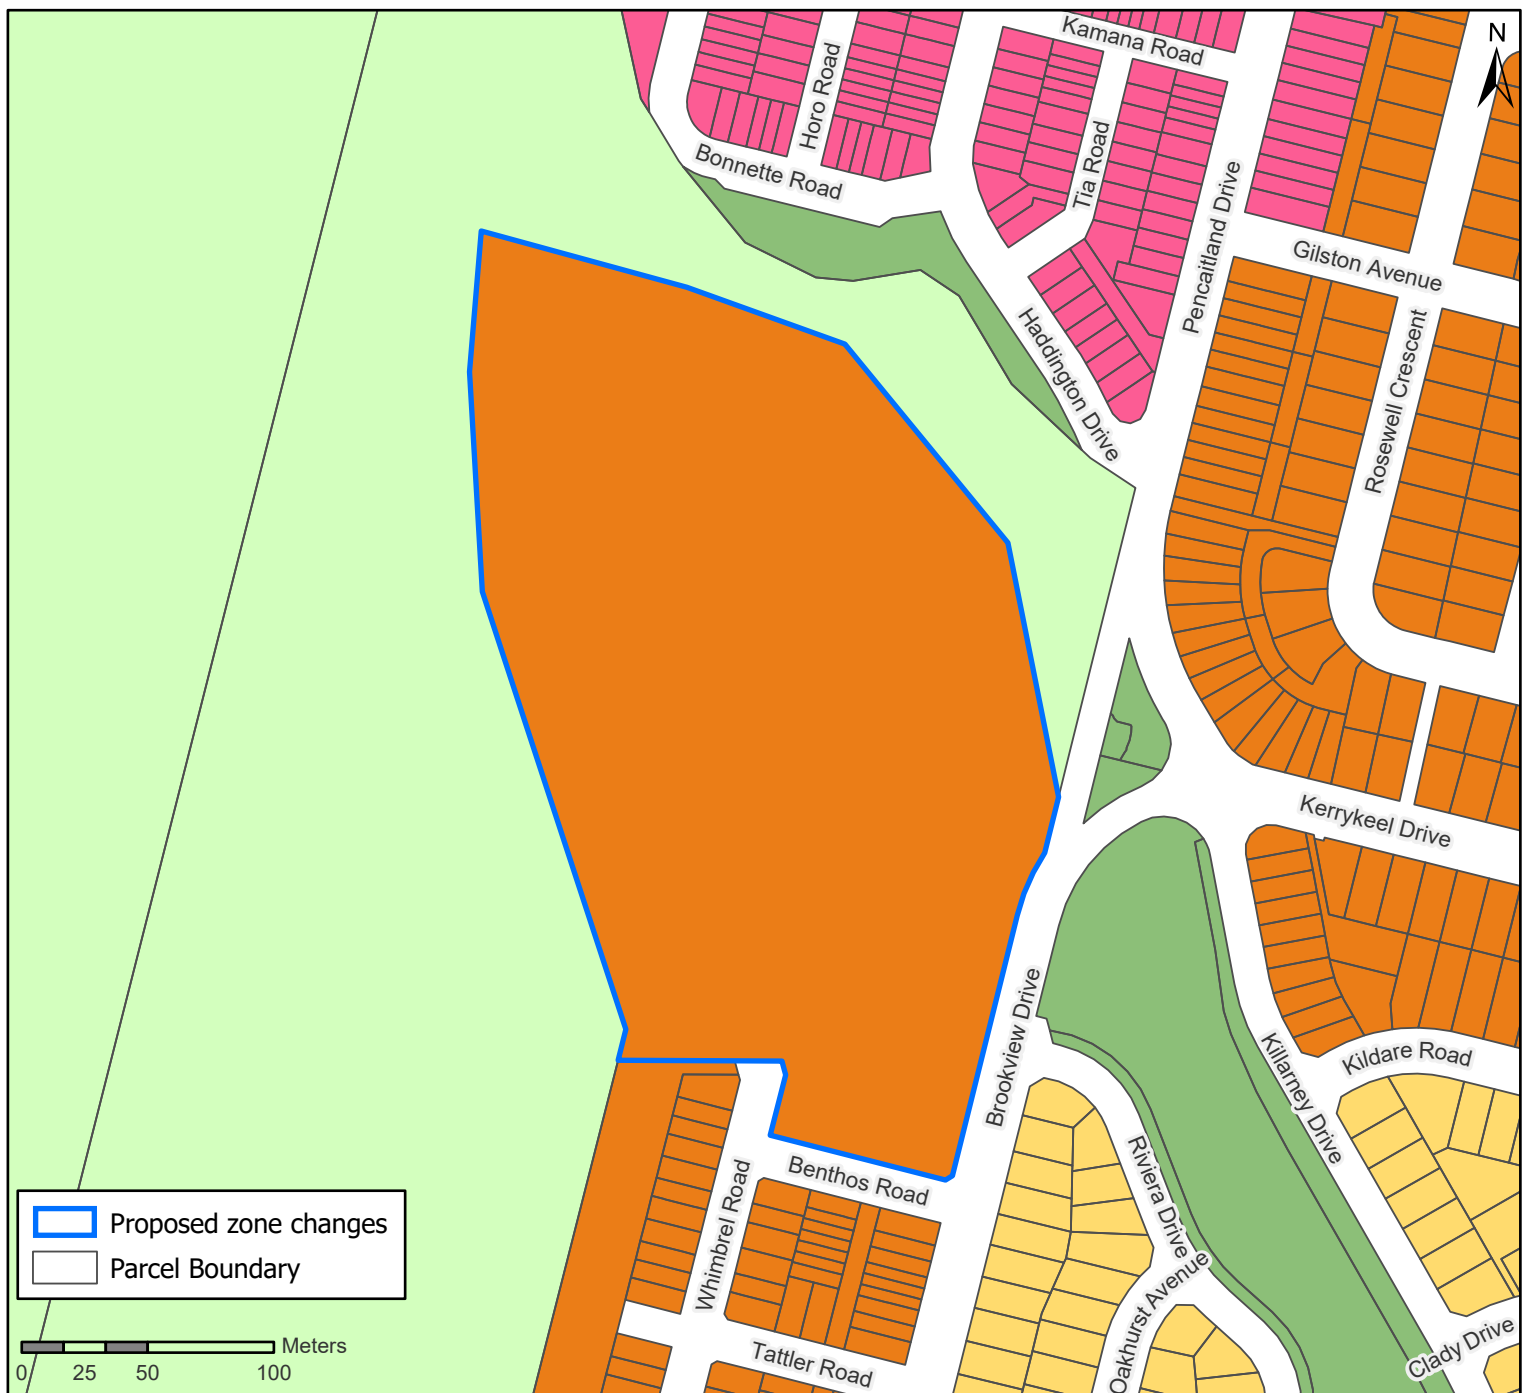 Kamana Road
N
Horo Road
Bonnette Road
Tia Road
Pencaitland Drive
Gilston Avenue
Haddington Drive
Rosewell Crescent
Kerrykeel Drive
Brookview Drive
Killarney Drive
Kildare Road
Benthos Road
Whimbrel Road
Riviera Drive
Oakhurst Avenue
Tattler Road
Clady Drive
Proposed zone changes
Parcel Boundary
Meters
0 25 50 100